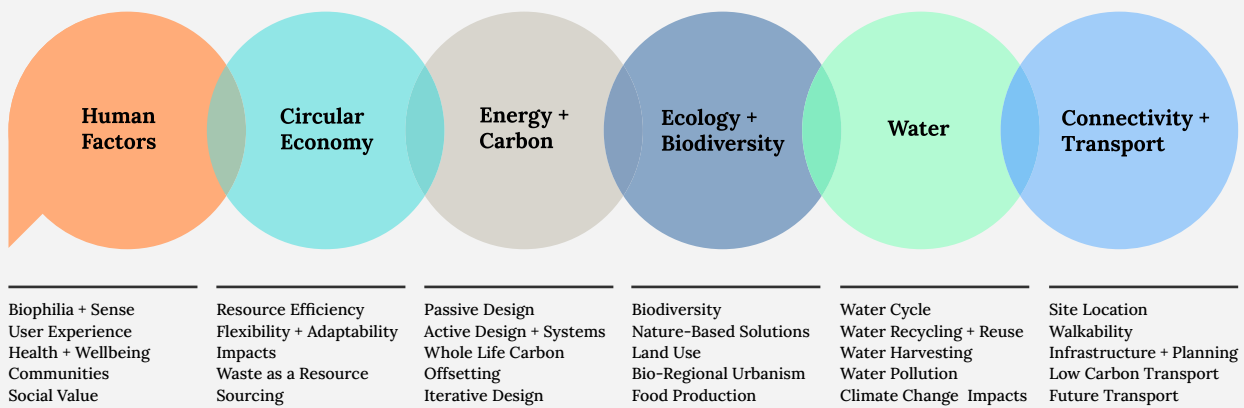 Human
Factors
Circular
Economy
Energy +
Carbon
Ecology +
Biodiversity
Water
Connectivity +
Transport
Biophilia + Sense
User Experience
Health + Wellbeing
Communities
Social Value
Resource Efficiency
Flexibility + Adaptability
Impacts
Waste as a Resource
Sourcing
Passive Design
Active Design + Systems
Whole Life Carbon
Offsetting
Iterative Design
Biodiversity
Nature-Based Solutions
Land Use
Bio-Regional Urbanism
Food Production
Water Cycle
Water Recycling + Reuse
Water Harvesting
Water Pollution
Climate Change  Impacts
Site Location
Walkability
Infrastructure + Planning
Low Carbon Transport
Future Transport